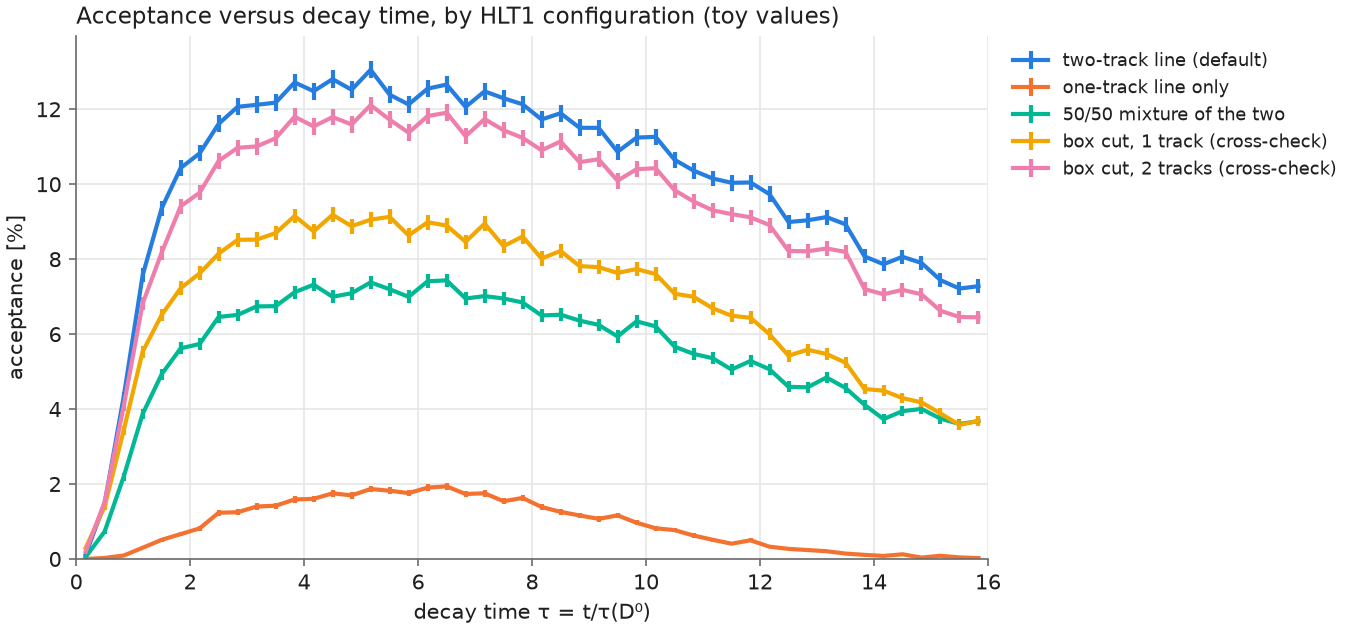 Acceptance versus decay time, by HLT1 configuration (toy values)
acceptance [%]
12
10
8
6
4
2
0
0 2 4 6 8 10 12 14 16
decay time τ = t/τ(D⁰)
two-track line (default)
one-track line only
50/50 mixture of the two
box cut, 1 track (cross-check)
box cut, 2 tracks (cross-check)